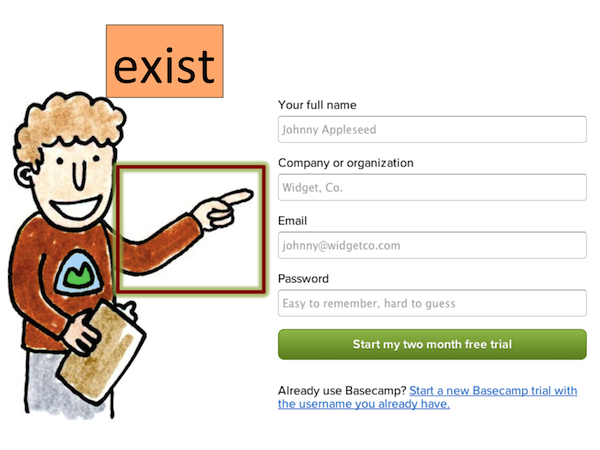 exist
Your full name
Johnny Appleseed
Company or organization
Widget, Co.
Email
johnny@widgetco.com
Password
Easy to remember, hard to guess
Start my two month free trial
Already use Basecamp? Start a new Basecamp trial with
the username you already have.